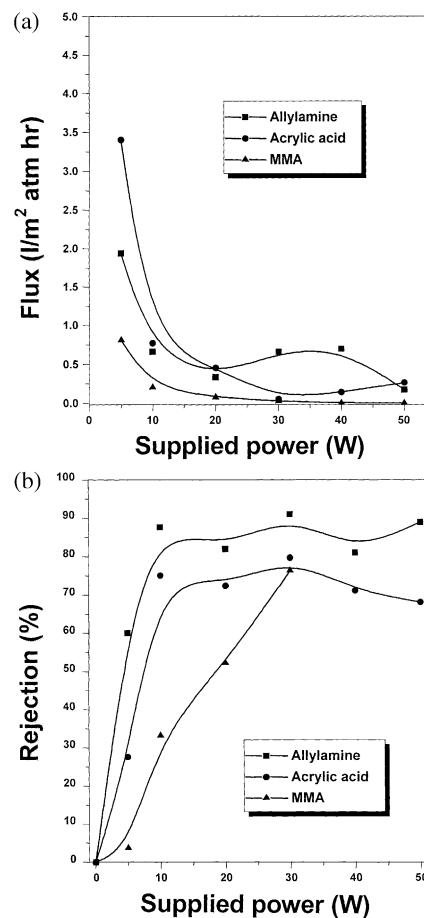 (a)
5.0
4.5
4.0
3.5
3.0
2.5
2.0
1.5
1.0
0.5
0.0
Flux (l/m² atm hr)
Allylamine
Acrylic acid
MMA
0 10 20 30 40 50
Supplied power (W)
(b)
100
90
80
70
60
50
40
30
20
10
0
Rejection (%)
Allylamine
Acrylic acid
MMA
0 10 20 30 40 50
Supplied power (W)